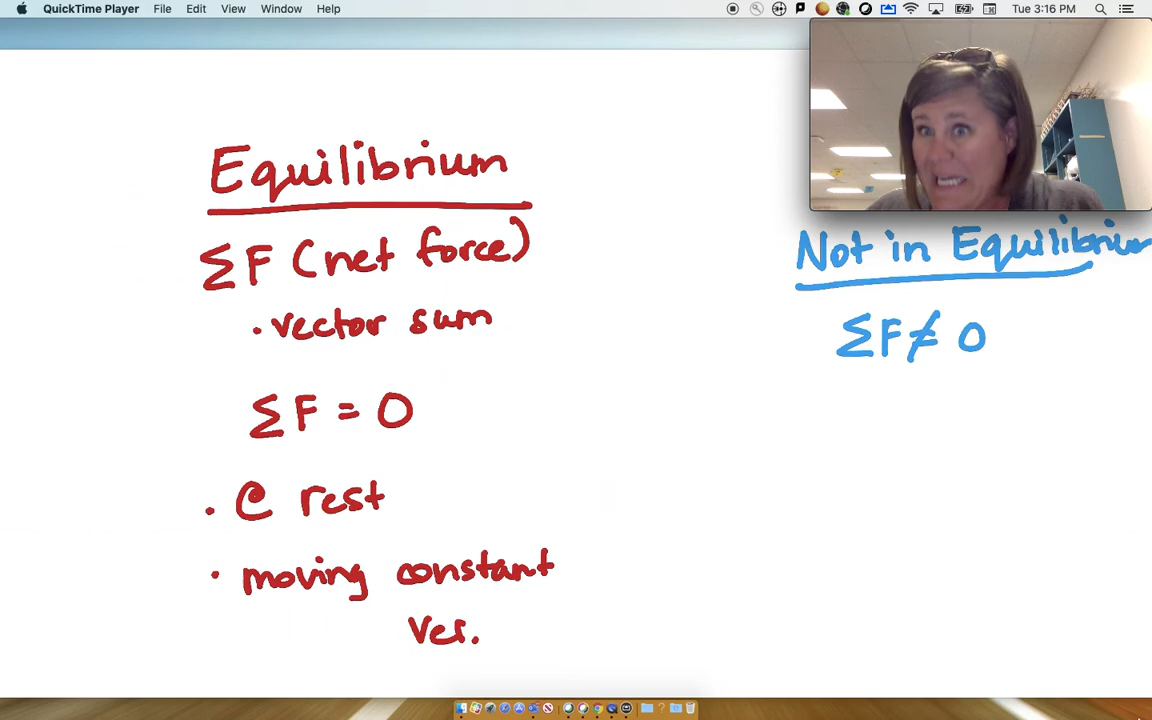 QuickTime Player File Edit View Window Help Tue 3:16 PM
Equilibrium
ΣF (net force)
• vector sum
ΣF = 0
• @ rest
• moving constant
Vel.
Not in Equilibrium
ΣF ≠ 0